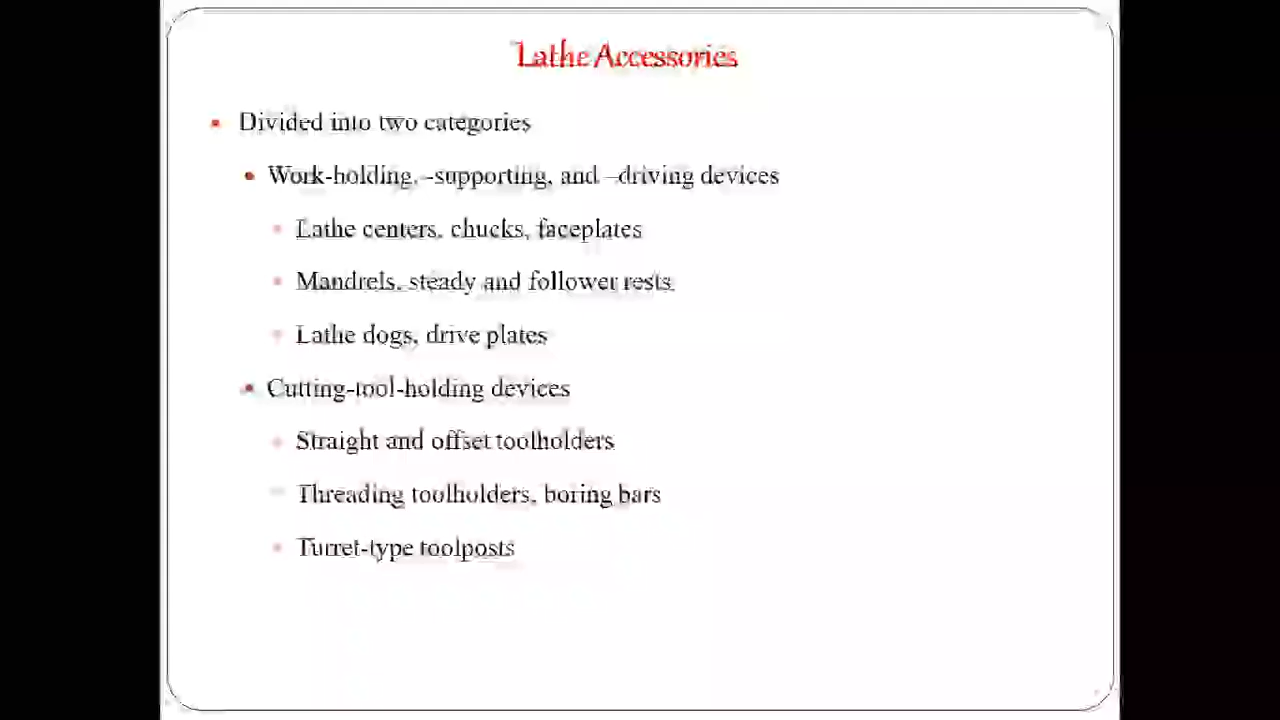 Lathe Accessories
Divided into two categories
Work-holding, -supporting, and –driving devices
Lathe centers, chucks, faceplates
Mandrels, steady and follower rests
Lathe dogs, drive plates
Cutting-tool-holding devices
Straight and offset toolholders
Threading toolholders, boring bars
Turret-type toolposts